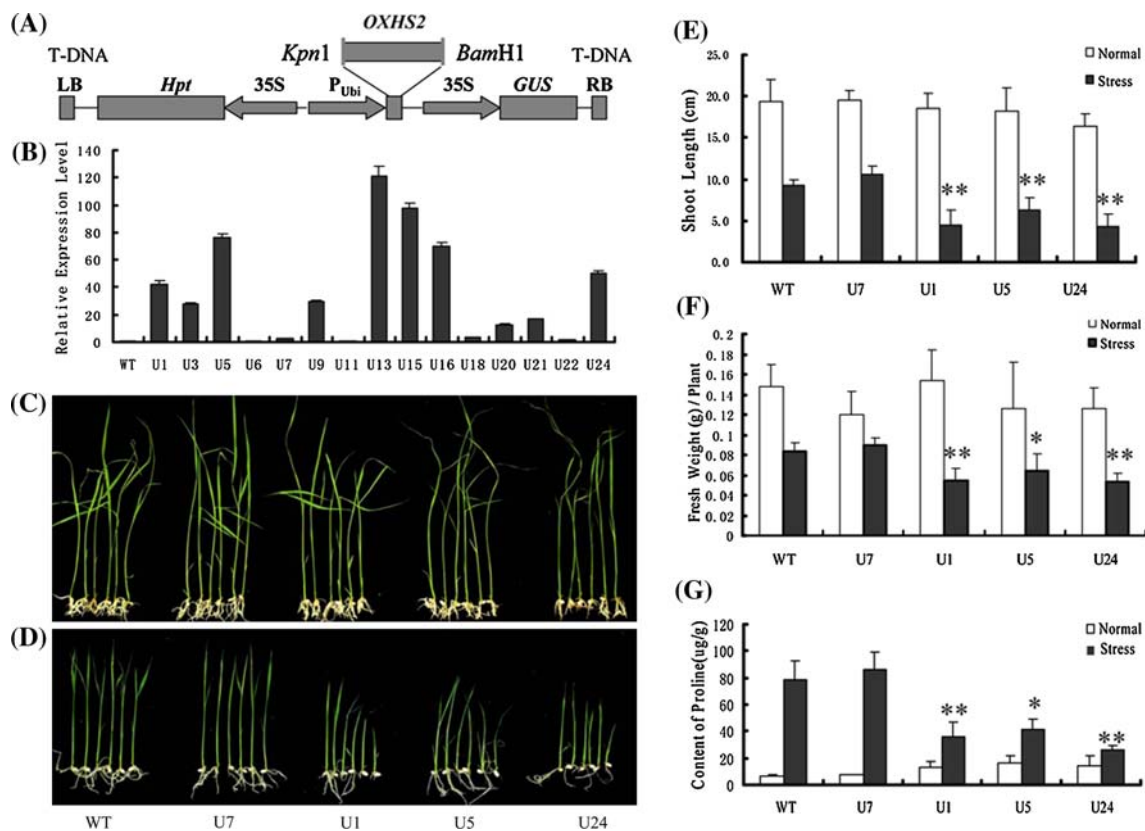 (A)
OXHS2
Kpn1
BamH1
T-DNA
T-DNA
LB
Hpt
35S
PUbi
35S
GUS
RB
(B)
Relative Expression Level
140
120
100
80
60
40
20
0
WT U1 U3 U5 U6 U7 U9 U11 U13 U15 U16 U18 U20 U21 U22 U24
(C)
(D)
WT U7 U1 U5 U24
(E)
Normal
Stress
Shoot Length (cm)
25.0
20.0
15.0
10.0
5.0
0.0
** ** **
WT U7 U1 U5 U24
(F)
Normal
Stress
Fresh Weight (g) / Plant
0.2
0.18
0.16
0.14
0.12
0.1
0.08
0.06
0.04
0.02
0
** * **
WT U7 U1 U5 U24
(G)
Normal
Stress
Content of Proline(ug/g)
120
100
80
60
40
20
0
** * **
WT U7 U1 U5 U24